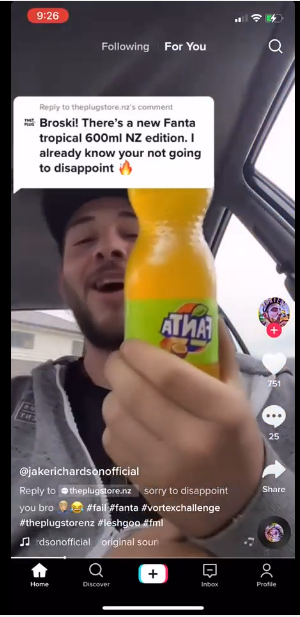 9:26
Following For You
Reply to theplugstore.nz's comment
Broski! There's a new Fanta
tropical 600ml NZ edition. I
already know your not going
to disappoint 🔥
FANTA
751
25
Share
@jakerichardsonofficial
Reply to theplugstore.nz sorry to disappoint
you bro 🤦🏼‍♂️😂 #fail #fanta #vortexchallenge
#theplugstorenz #leshgoo #fml
rdsonofficial original soun
Home Discover Inbox Profile